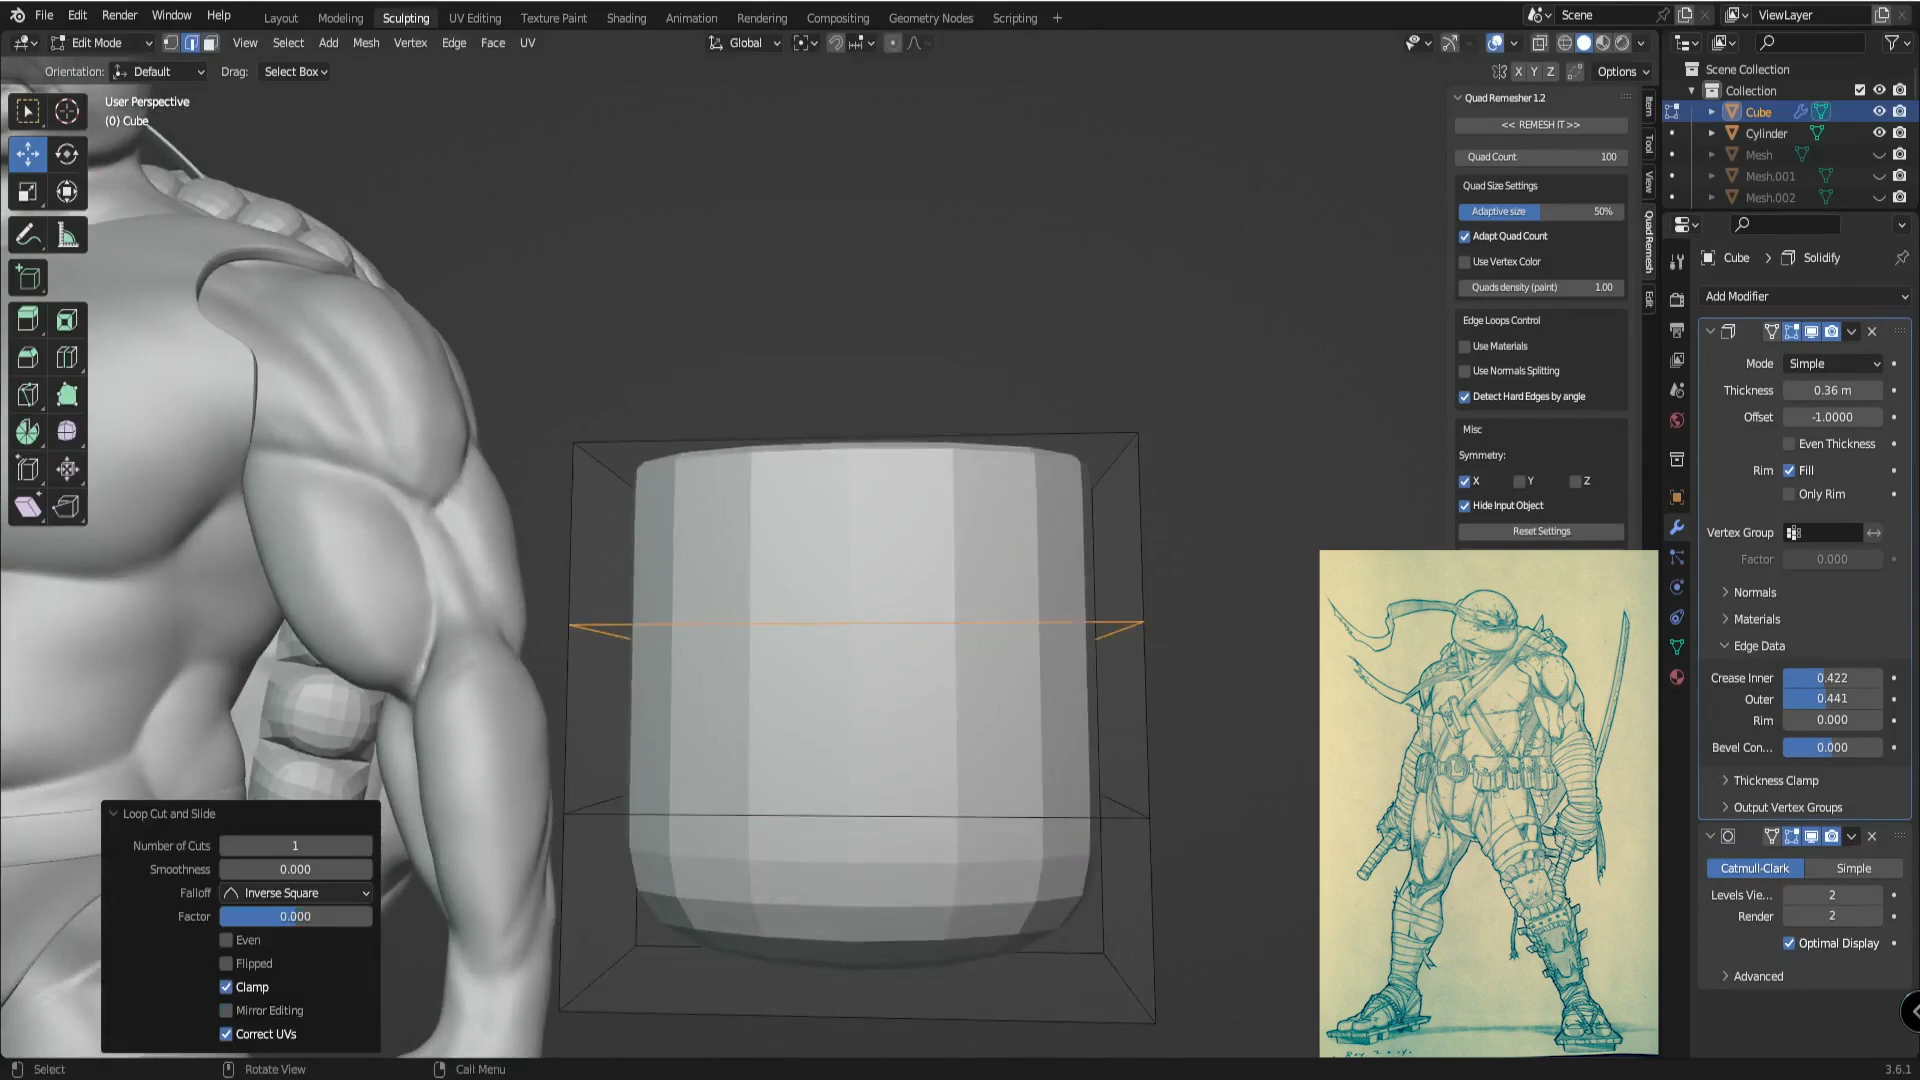 File Edit Render Window Help Layout Modeling Sculpting UV Editing Texture Paint Shading Animation Rendering Compositing Geometry Nodes Scripting + Scene ViewLayer
Edit Mode View Select Add Mesh Vertex Edge Face UV Global
Orientation: Default Drag: Select Box X Y Z Options
User Perspective
(0) Cube
Quad Remesher 1.2
<< REMESH IT >>
Quad Count 100
Quad Size Settings
Adaptive size 50%
Adapt Quad Count
Use Vertex Color
Quads density (paint) 1.00
Edge Loops Control
Use Materials
Use Normals Splitting
Detect Hard Edges by angle
Misc
Symmetry:
X Y Z
Hide Input Object
Reset Settings
Item
Tool
View
Quad Remesh
Edit
Scene Collection
Collection
Cube
Cylinder
Mesh
Mesh.001
Mesh.002
Cube > Solidify
Add Modifier
Mode Simple
Thickness 0.36 m
Offset -1.0000
Even Thickness
Rim Fill
Only Rim
Vertex Group
Factor 0.000
Normals
Materials
Edge Data
Crease Inner 0.422
Outer 0.441
Rim 0.000
Bevel Con... 0.000
Thickness Clamp
Output Vertex Groups
Catmull-Clark Simple
Levels Vie... 2
Render 2
Optimal Display
Advanced
Loop Cut and Slide
Number of Cuts 1
Smoothness 0.000
Falloff Inverse Square
Factor 0.000
Even
Flipped
Clamp
Mirror Editing
Correct UVs
Select Rotate View Call Menu 3.6.1